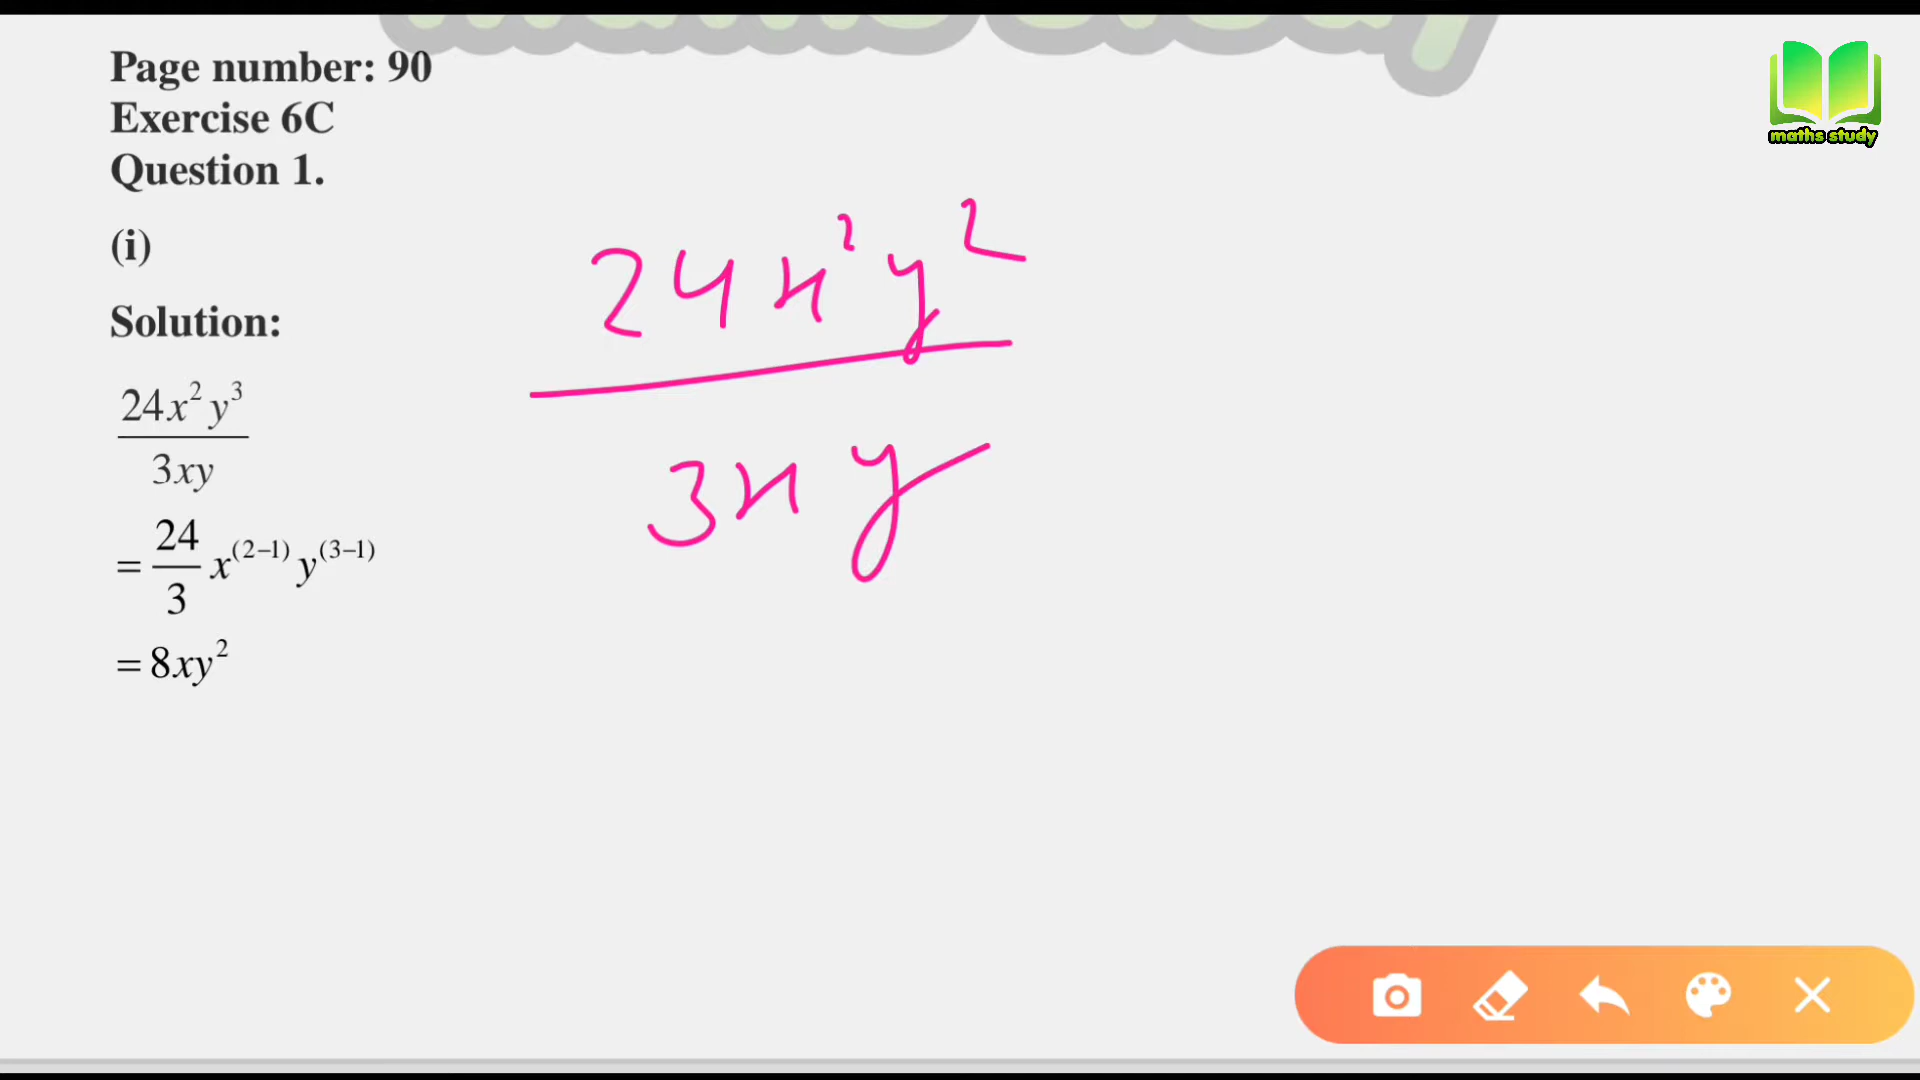 Page number: 90
Exercise 6C
Question 1.
(i)
Solution:
24x²y³
3xy
= 24/3 x⁽²⁻¹⁾ y⁽³⁻¹⁾
= 8xy²
24x²y²
3xy
maths study